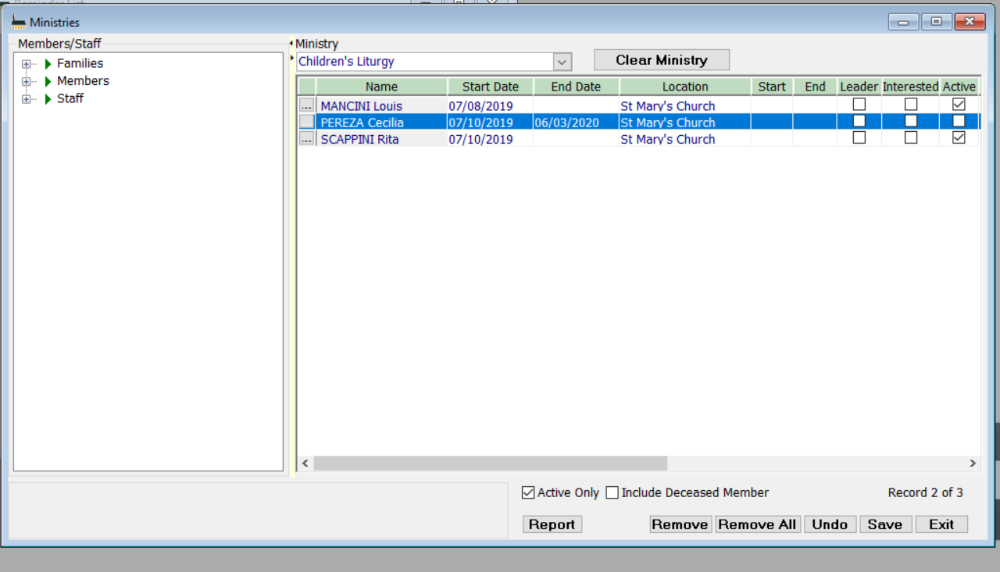 Reminder List
Ministries
Members/Staff
Families
Members
Staff
Ministry
Children's Liturgy
Clear Ministry
Name Start Date End Date Location Start End Leader Interested Active
... MANCINI Louis 07/08/2019 St Mary's Church
... PEREZA Cecilia 07/10/2019 06/03/2020 St Mary's Church
... SCAPPINI Rita 07/10/2019 St Mary's Church
Active Only Include Deceased Member Record 2 of 3
Report Remove Remove All Undo Save Exit